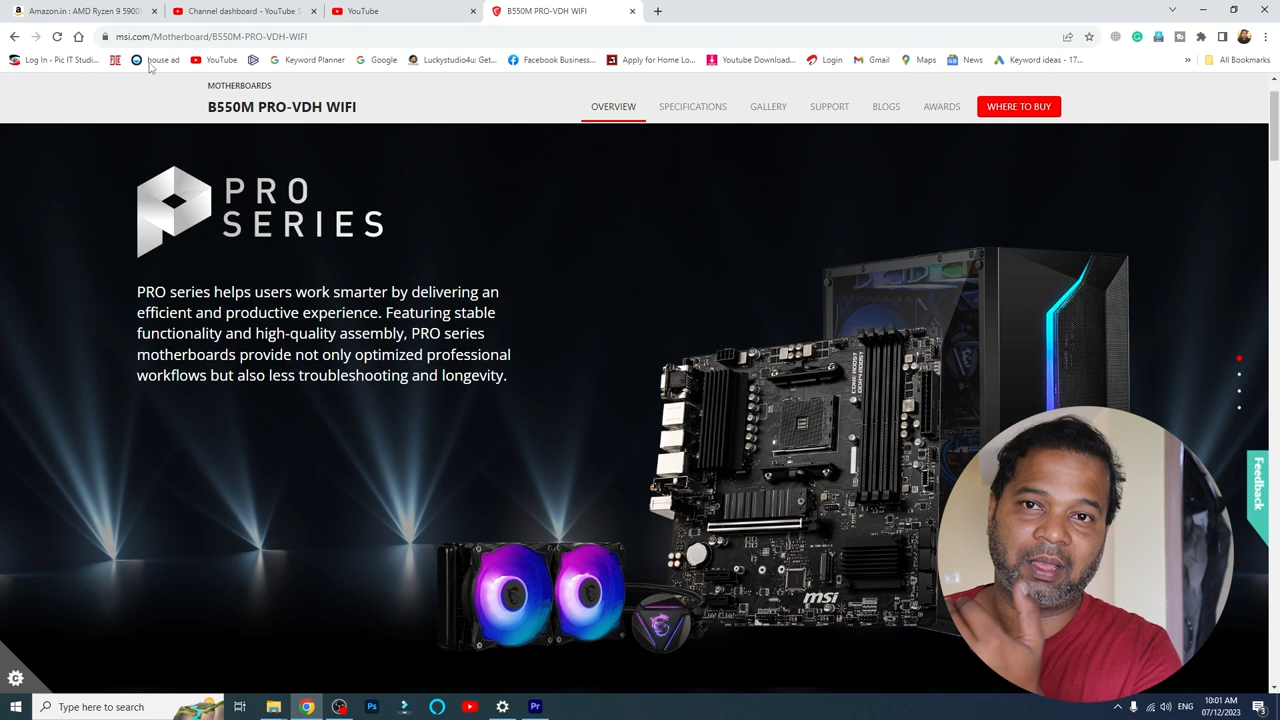 Amazon.in : AMD Ryzen 9 5900
Channel dashboard - YouTube S
YouTube
B550M PRO-VDH WIFI
msi.com/Motherboard/B550M-PRO-VDH-WIFI
Log In ‹ Pic IT Studi...
house ad
YouTube
Keyword Planner
Google
Luckystudio4u: Get...
Facebook Business...
Apply for Home Lo...
Youtube Download...
Login
Gmail
Maps
News
Keyword ideas - 17...
»
All Bookmarks
MOTHERBOARDS
B550M PRO-VDH WIFI
OVERVIEW
SPECIFICATIONS
GALLERY
SUPPORT
BLOGS
AWARDS
WHERE TO BUY
PRO
SERIES
PRO series helps users work smarter by delivering an
efficient and productive experience. Featuring stable
functionality and high-quality assembly, PRO series
motherboards provide not only optimized professional
workflows but also less troubleshooting and longevity.
Feedback
msi
Type here to search
ENG
10:01 AM
07/12/2023